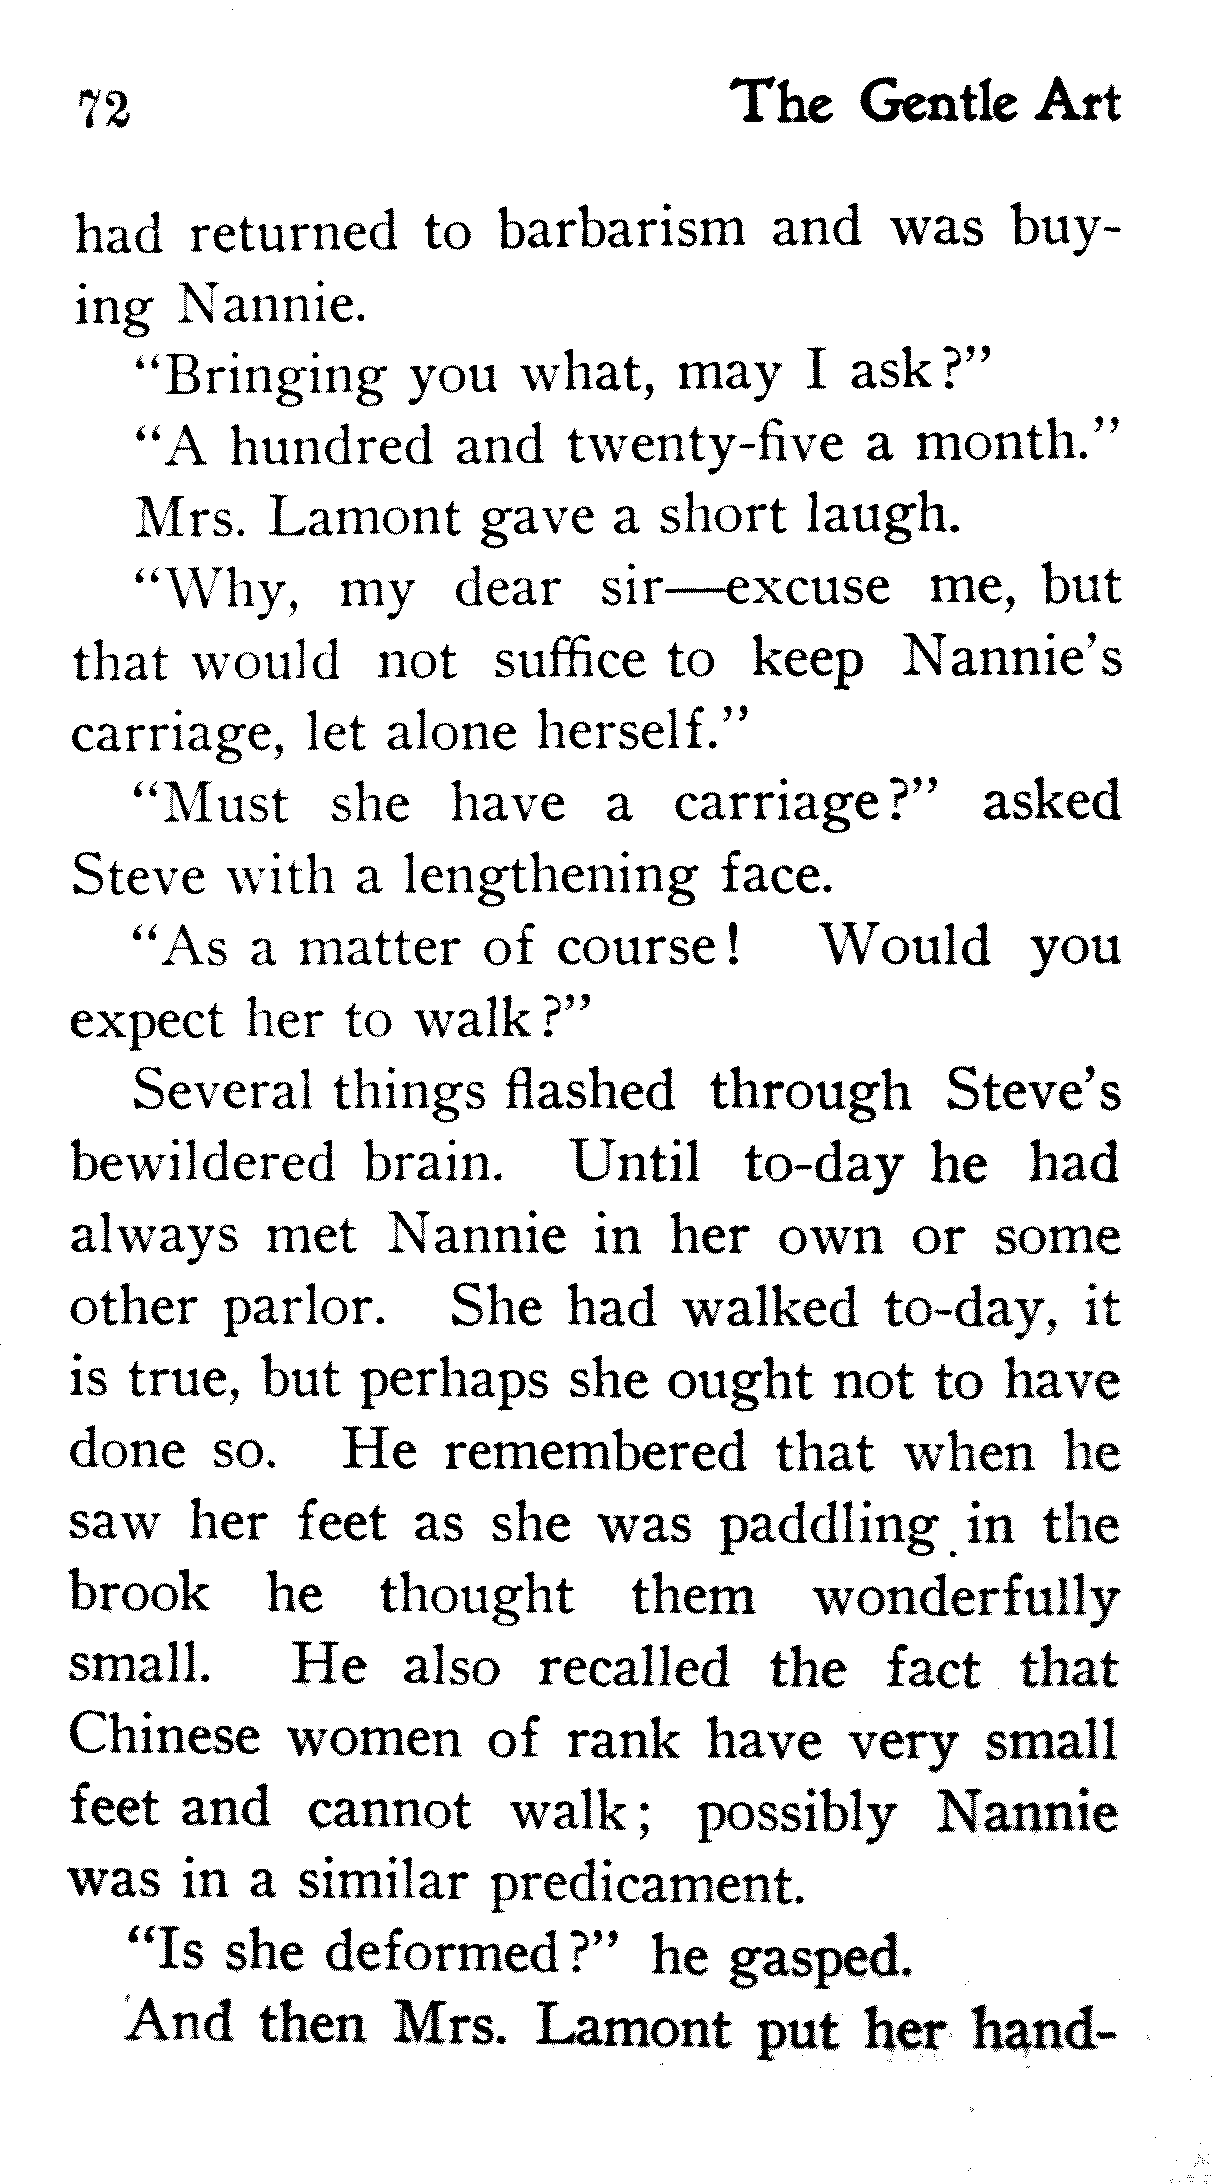 72 The Gentle Art
had returned to barbarism and was buy-
ing Nannie.
"Bringing you what, may I ask?"
"A hundred and twenty-five a month."
Mrs. Lamont gave a short laugh.
"Why, my dear sir—excuse me, but
that would not suffice to keep Nannie's
carriage, let alone herself."
"Must she have a carriage?" asked
Steve with a lengthening face.
"As a matter of course! Would you
expect her to walk?"
Several things flashed through Steve's
bewildered brain. Until to-day he had
always met Nannie in her own or some
other parlor. She had walked to-day, it
is true, but perhaps she ought not to have
done so. He remembered that when he
saw her feet as she was paddling in the
brook he thought them wonderfully
small. He also recalled the fact that
Chinese women of rank have very small
feet and cannot walk; possibly Nannie
was in a similar predicament.
"Is she deformed?" he gasped.
And then Mrs. Lamont put her hand-